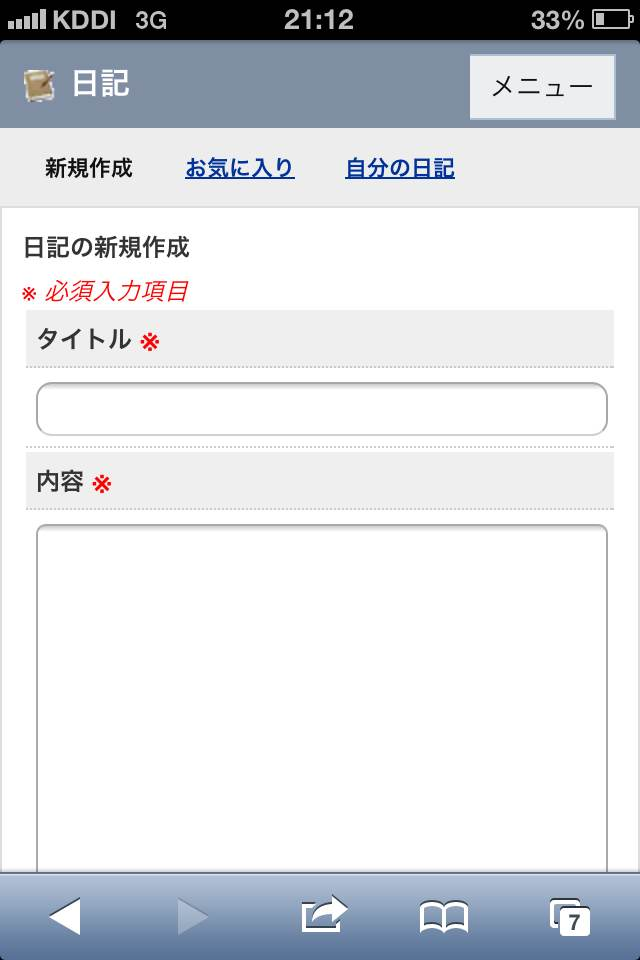 KDDI 3G 21:12 33%
日記 メニュー
新規作成 お気に入り 自分の日記
日記の新規作成
※ 必須入力項目
タイトル ※
内容 ※
7